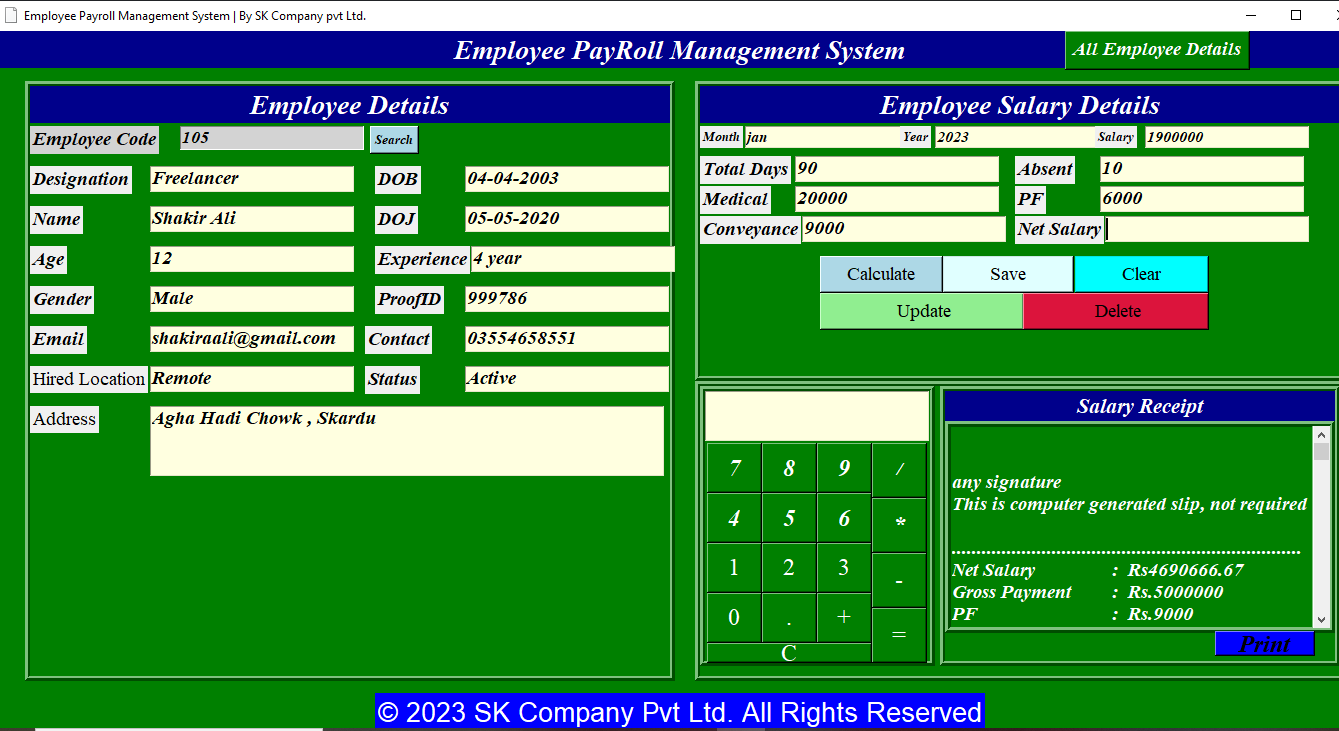 Employee Payroll Management System | By SK Company pvt Ltd.
Employee PayRoll Management System
All Employee Details
Employee Details
Employee Code 105 Search
Designation Freelancer DOB 04-04-2003
Name Shakir Ali DOJ 05-05-2020
Age 12 Experience 4 year
Gender Male ProofID 999786
Email shakiraali@gmail.com Contact 03554658551
Hired Location Remote Status Active
Address Agha Hadi Chowk , Skardu
Employee Salary Details
Month jan Year 2023 Salary 1900000
Total Days 90 Absent 10
Medical 20000 PF 6000
Conveyance 9000 Net Salary
Calculate Save Clear
Update Delete
7 8 9 /
4 5 6 *
1 2 3 -
0 . + =
C
Salary Receipt
any signature
This is computer generated slip, not required
......................................................................
Net Salary : Rs4690666.67
Gross Payment : Rs.5000000
PF : Rs.9000
Print
© 2023 SK Company Pvt Ltd. All Rights Reserved